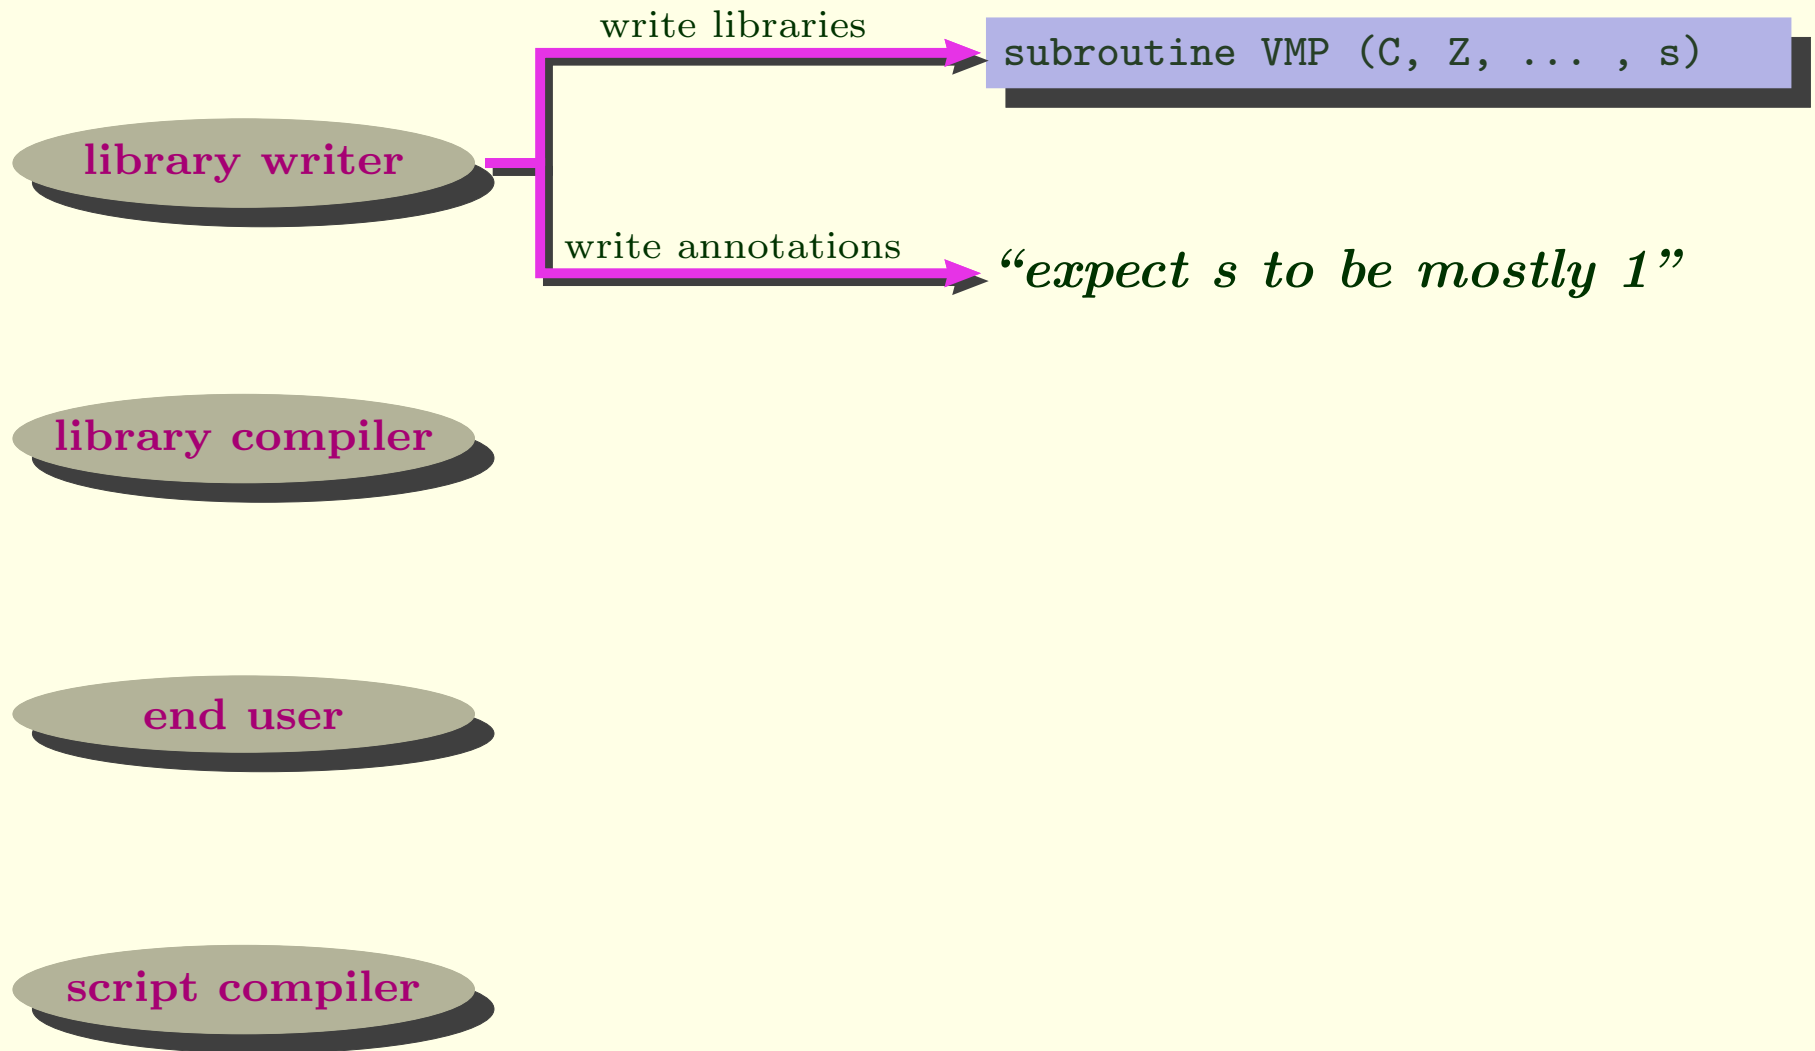 write libraries
subroutine VMP (C, Z, ... , s)
library writer
write annotations
“expect s to be mostly 1”
library compiler
end user
script compiler